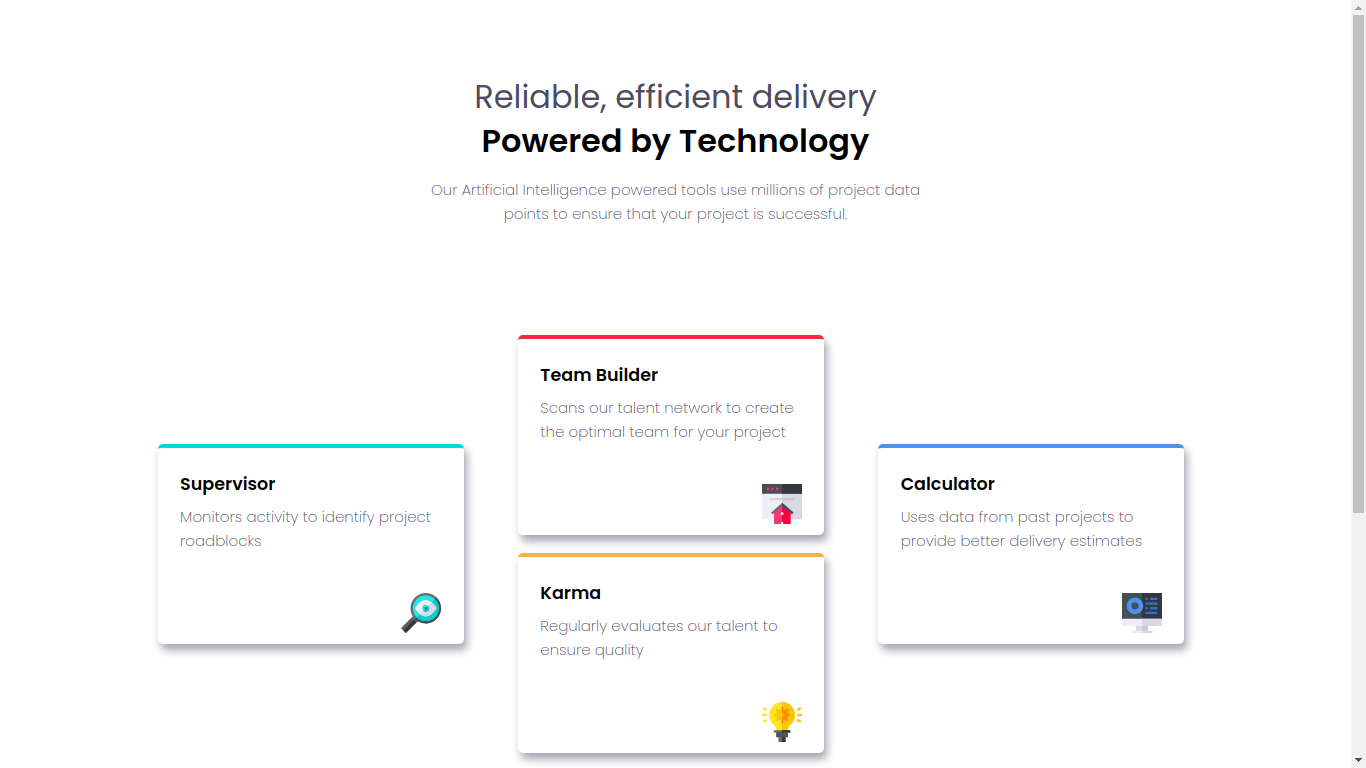 Reliable, efficient delivery
Powered by Technology
Our Artificial Intelligence powered tools use millions of project data
points to ensure that your project is successful.
Supervisor
Monitors activity to identify project
roadblocks
Team Builder
Scans our talent network to create
the optimal team for your project
Karma
Regularly evaluates our talent to
ensure quality
Calculator
Uses data from past projects to
provide better delivery estimates